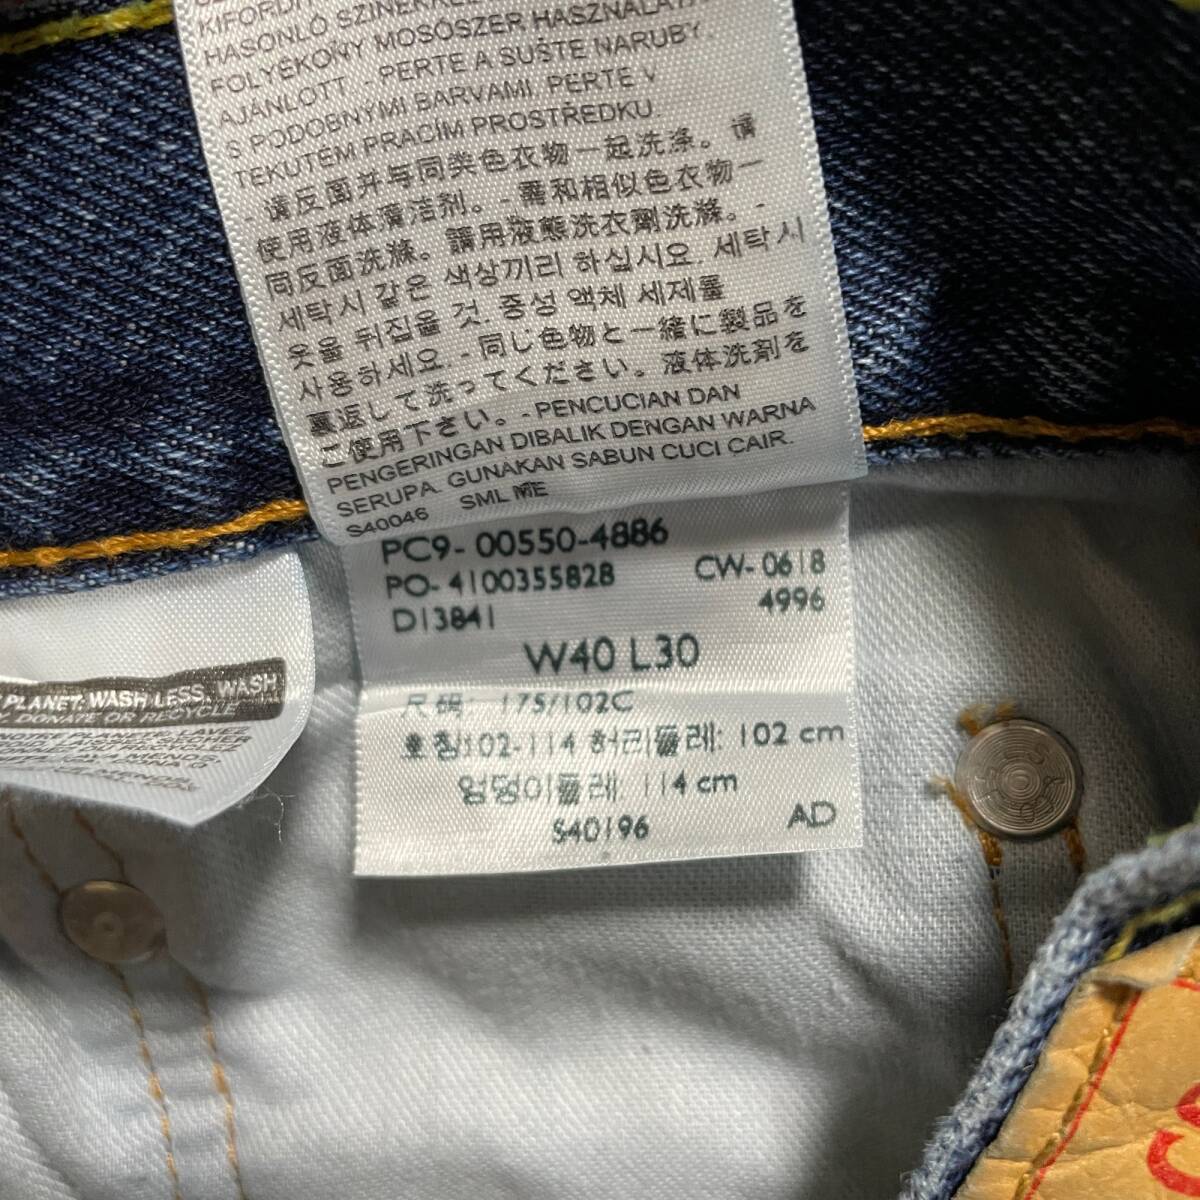 KIFORDÍT
HASONLÓ SZÍNEKKEL
FOLYÉKONY MOSÓSZER HASZNÁLATA
AJÁNLOTT. - PERTE A SUŠTE NARUBY.
S PODOBNÝMI BARVAMI. PERTE V
TEKUTÉM PRACÍM PROSTŘEDKU.
- 请反面并与同类色衣物一起洗涤。请
使用液体清洁剂。- 需和相似色衣物一
同反面洗滌。請用液態洗衣劑洗滌。-
세탁시 같은 색상끼리 하십시요. 세탁시
옷을 뒤집을 것. 중성 액체 세제를
사용하세요. - 同じ色物と一緒に製品を
裏返して洗ってください。液体洗剤を
ご使用下さい。- PENCUCIAN DAN
PENGERINGAN DIBALIK DENGAN WARNA
SERUPA. GUNAKAN SABUN CUCI CAIR.
S40046 SML ME
PC9- 00550-4886
PO- 4100355828 CW- 0618
D13841 4996
W40 L30
尺码: 175/102C
호칭:102-114 허리둘레: 102 cm
엉덩이둘레: 114 cm
S40196 AD
PLANET: WASH LESS, WASH
DONATE OR RECYCLE